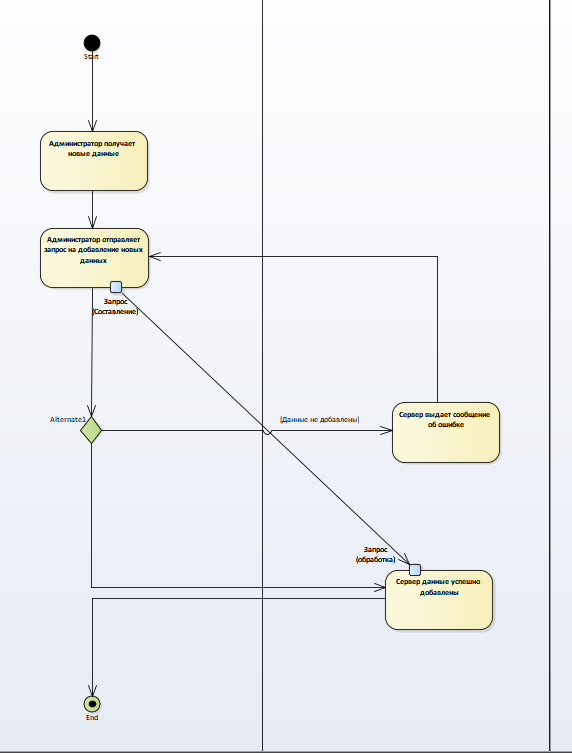 Start
Администратор получает
новые данные
Администратор отправляет
запрос на добавление новых
данных
Запрос
(Составление)
Alternate1
[Данные не добавлены]
Сервер выдает сообщение
об ошибке
Запрос
(обработка)
Сервер данные успешно
добавлены
End